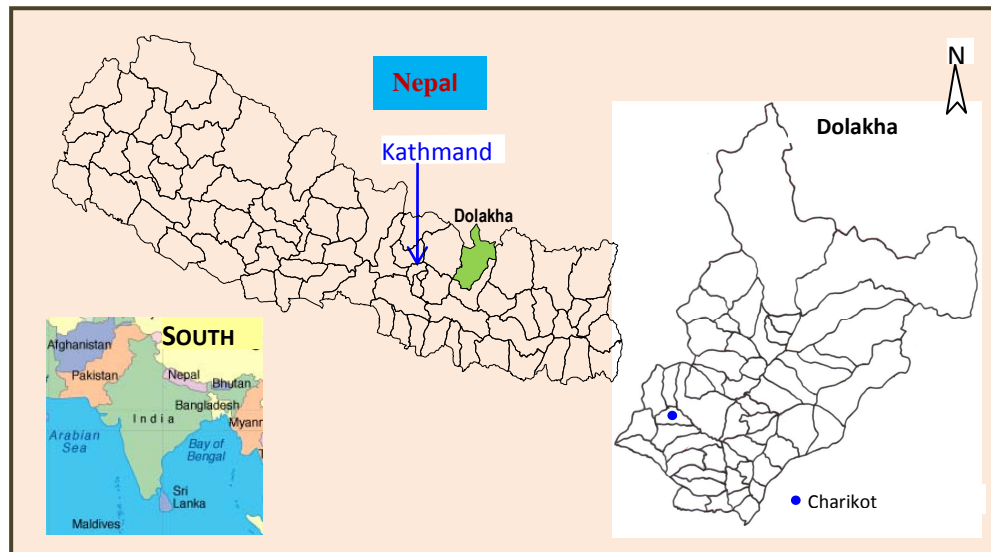 Nepal
N
Dolakha
Kathmand
Dolakha
SOUTH
Afghanistan
Pakistan
Nepal
Bhutan
Bangladesh
India
Myann
Arabian
Sea
Bay of
Bengal
Sri
Lanka
Maldives
Charikot